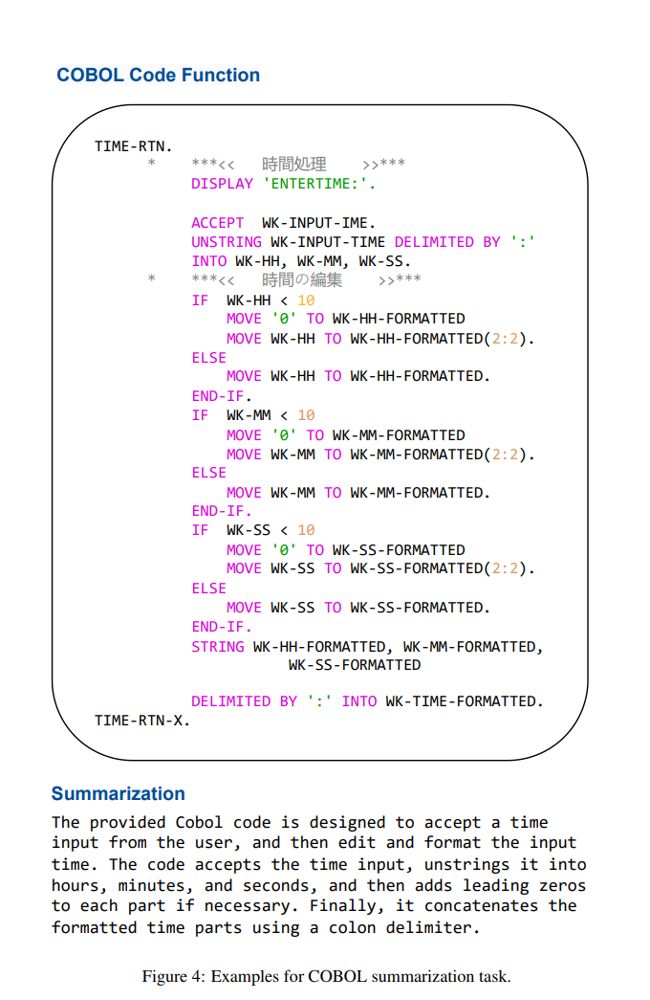 COBOL Code Function
TIME-RTN.
* ***<< 時間処理 >>***
DISPLAY 'ENTERTIME:'.
ACCEPT WK-INPUT-IME.
UNSTRING WK-INPUT-TIME DELIMITED BY ':'
INTO WK-HH, WK-MM, WK-SS.
* ***<< 時間の編集 >>***
IF WK-HH < 10
MOVE '0' TO WK-HH-FORMATTED
MOVE WK-HH TO WK-HH-FORMATTED(2:2).
ELSE
MOVE WK-HH TO WK-HH-FORMATTED.
END-IF.
IF WK-MM < 10
MOVE '0' TO WK-MM-FORMATTED
MOVE WK-MM TO WK-MM-FORMATTED(2:2).
ELSE
MOVE WK-MM TO WK-MM-FORMATTED.
END-IF.
IF WK-SS < 10
MOVE '0' TO WK-SS-FORMATTED
MOVE WK-SS TO WK-SS-FORMATTED(2:2).
ELSE
MOVE WK-SS TO WK-SS-FORMATTED.
END-IF.
STRING WK-HH-FORMATTED, WK-MM-FORMATTED,
WK-SS-FORMATTED
DELIMITED BY ':' INTO WK-TIME-FORMATTED.
TIME-RTN-X.
Summarization
The provided Cobol code is designed to accept a time
input from the user, and then edit and format the input
time. The code accepts the time input, unstrings it into
hours, minutes, and seconds, and then adds leading zeros
to each part if necessary. Finally, it concatenates the
formatted time parts using a colon delimiter.
Figure 4: Examples for COBOL summarization task.